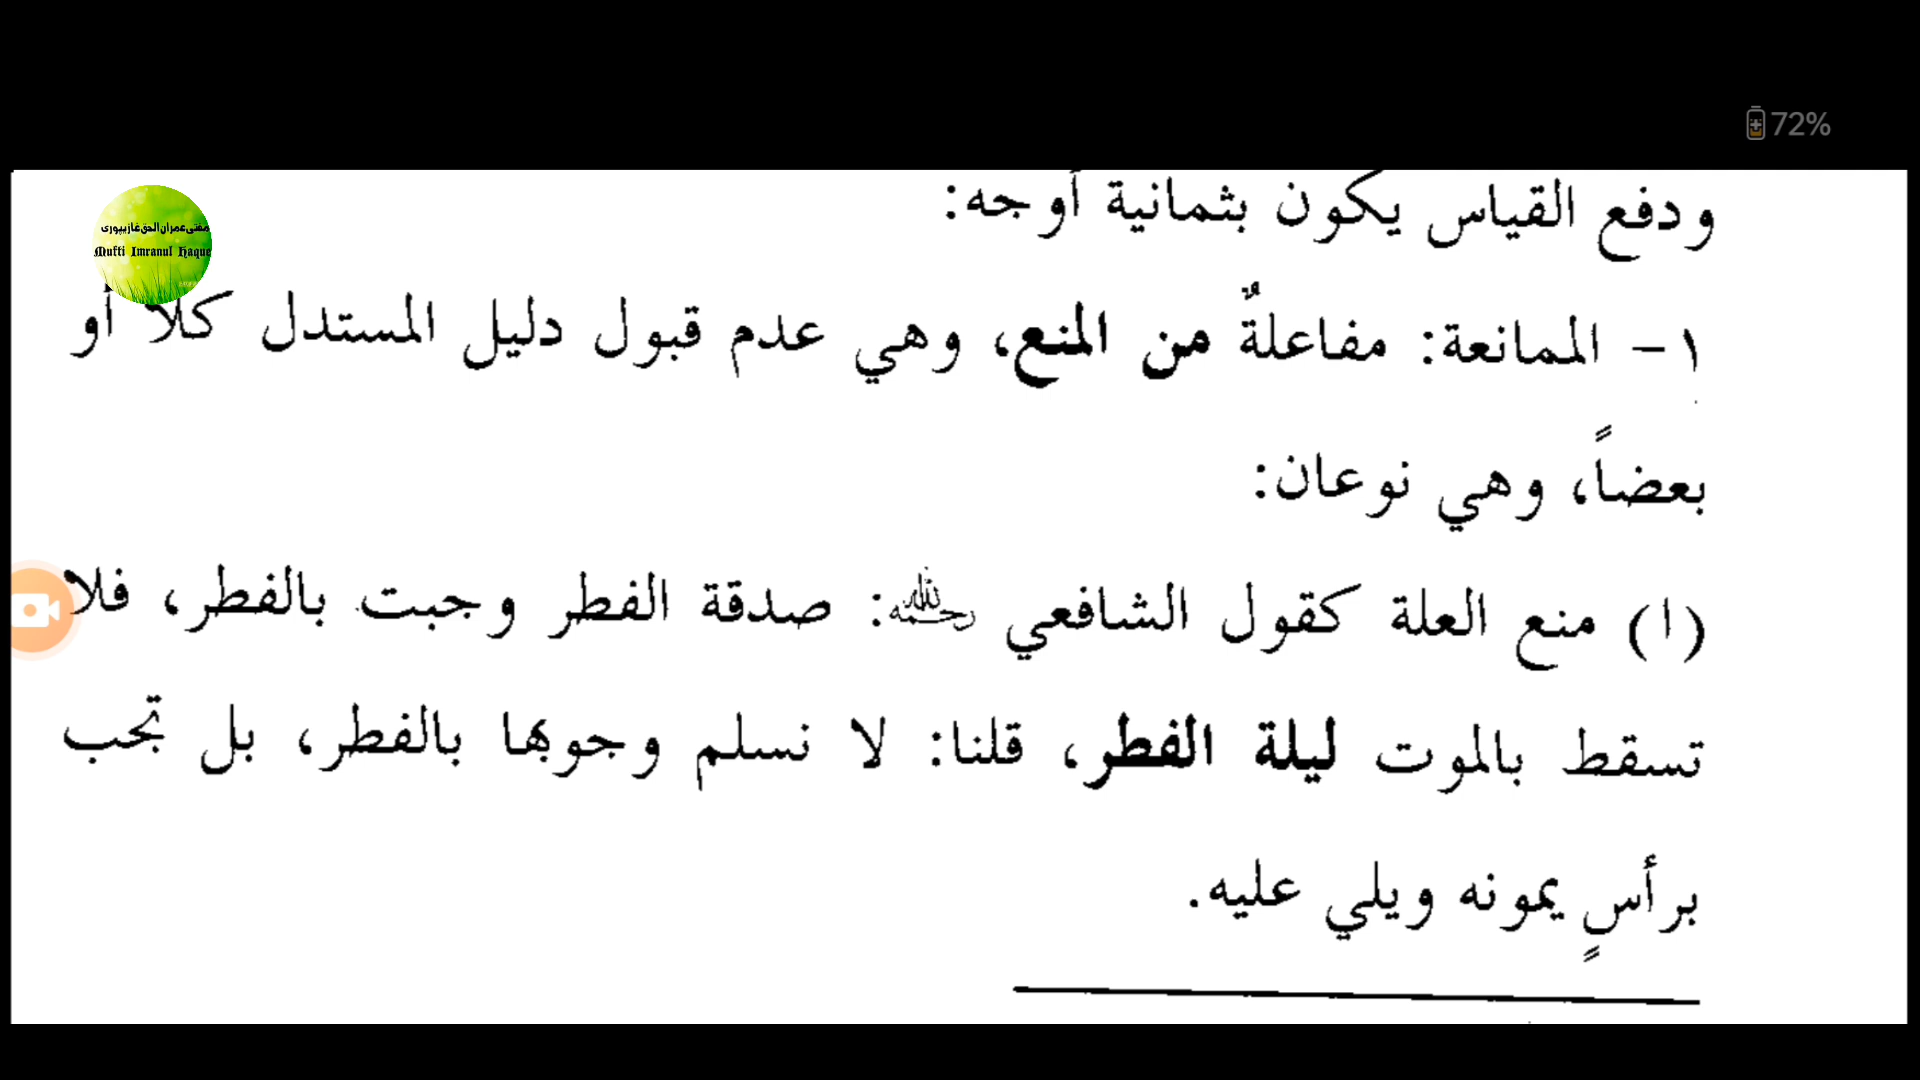 72%
ودفع القياس يكون بثمانية أوجه:
مفتی عمران الحق غازیپوری
Mufti Imranul Haque
١- الممانعة: مفاعلةٌ من المنع، وهي عدم قبول دليل المستدل كلا أو
بعضاً، وهي نوعان:
(١) منع العلة كقول الشافعي رحمه الله: صدقة الفطر وجبت بالفطر، فلا
تسقط بالموت ليلة الفطر، قلنا: لا نسلم وجوبها بالفطر، بل تجب
برأسٍ يمونه ويلي عليه.